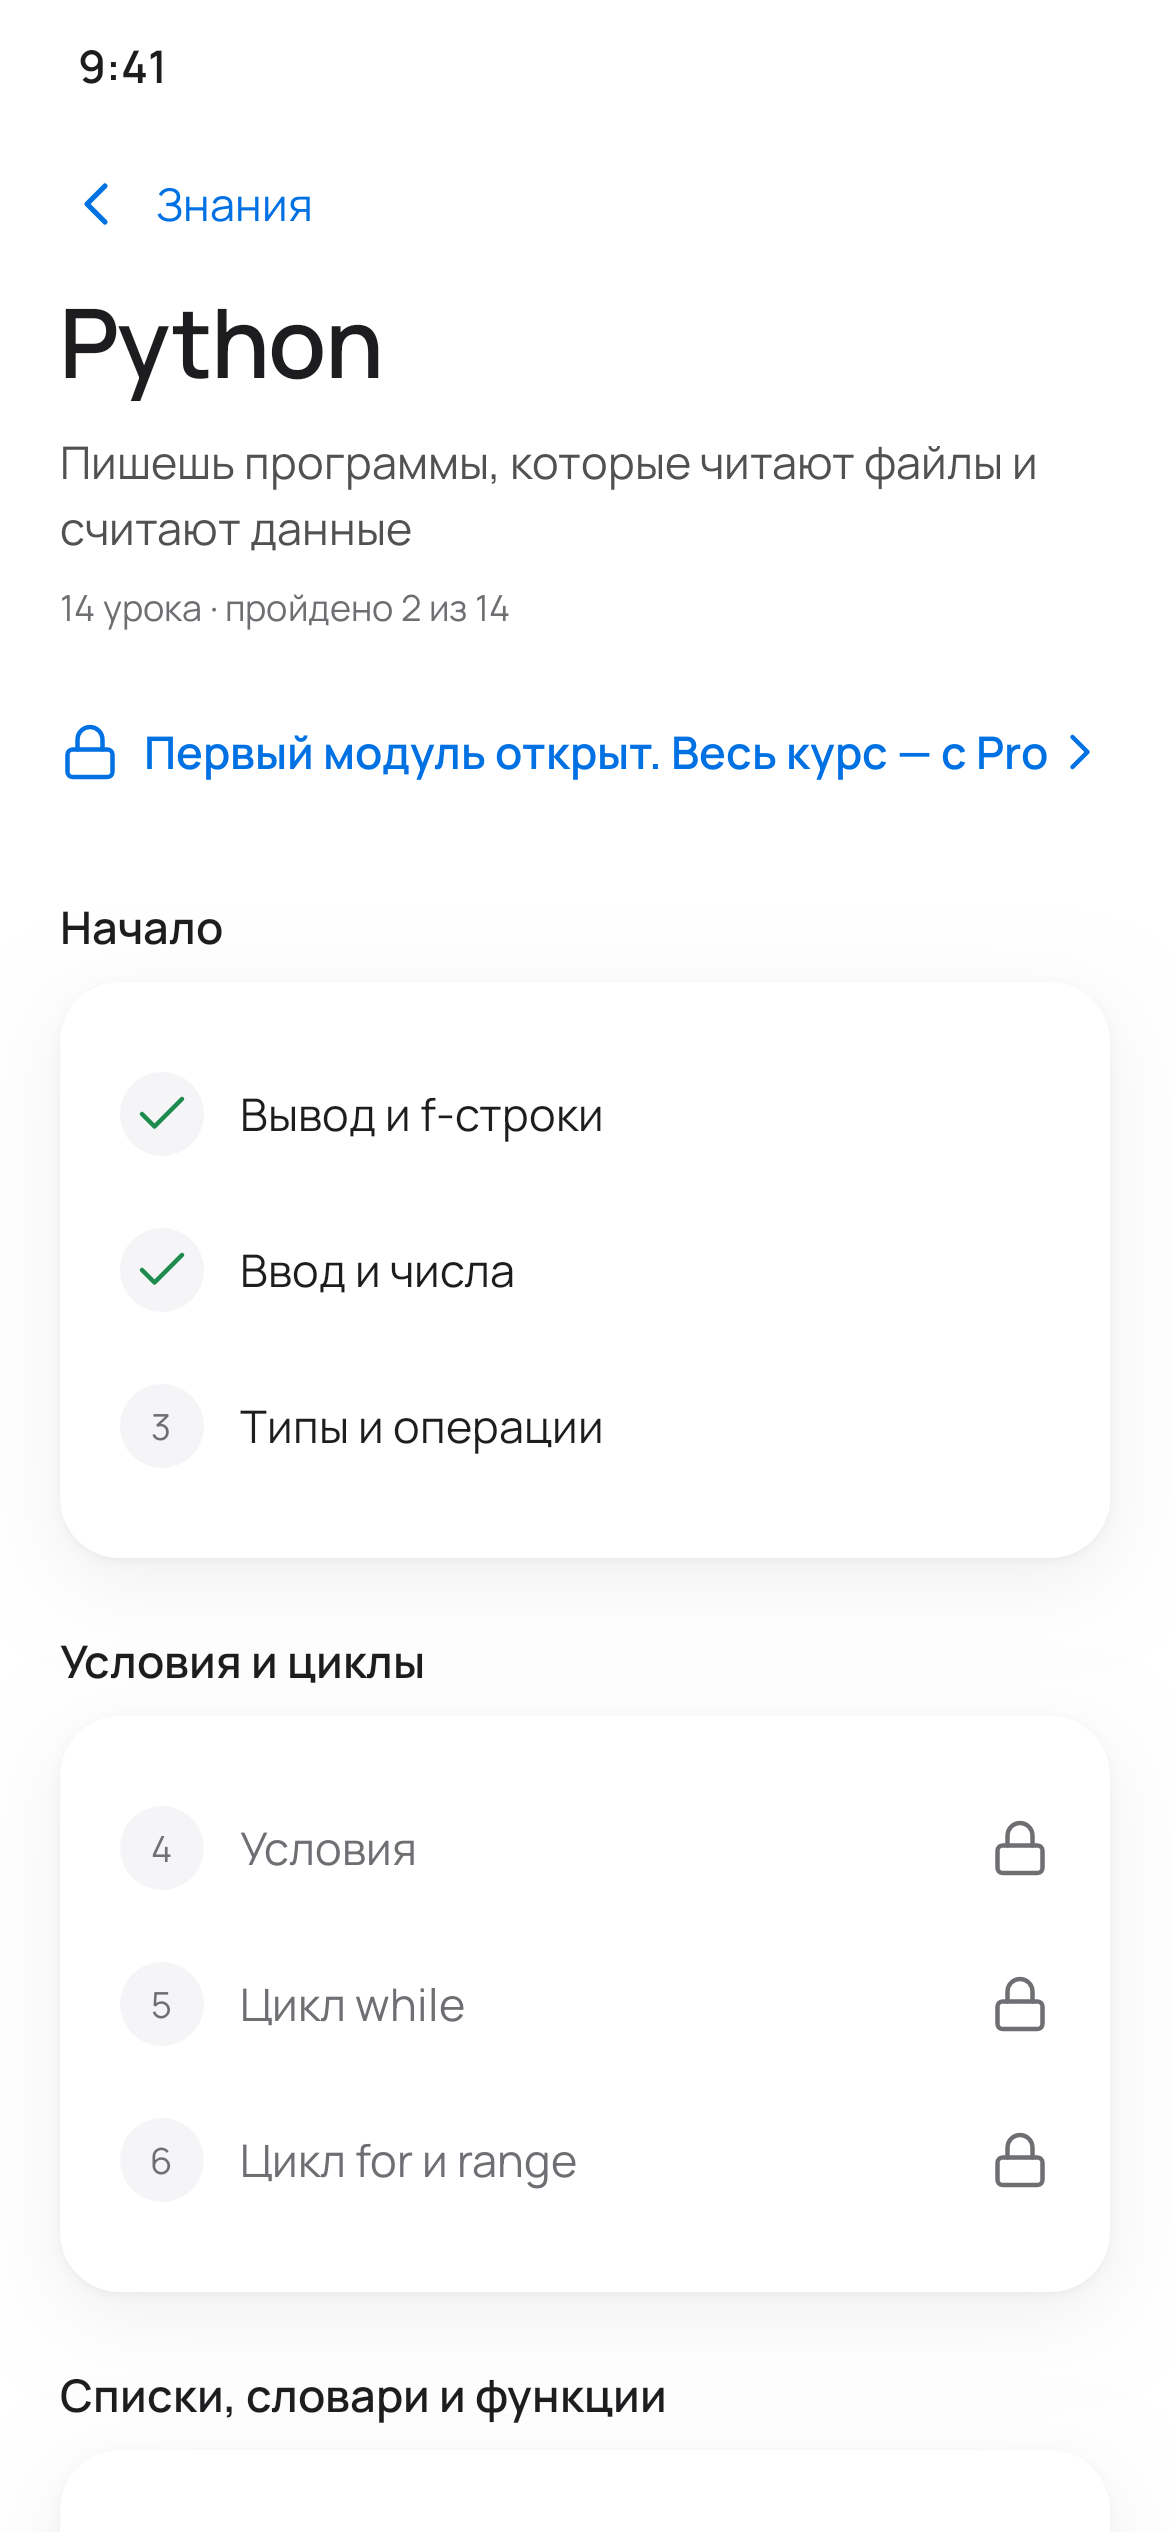 9:41
Знания
Python
Пишешь программы, которые читают файлы и
считают данные
14 урока · пройдено 2 из 14
Первый модуль открыт. Весь курс — с Pro
Начало
Вывод и f-строки
Ввод и числа
3 Типы и операции
Условия и циклы
4 Условия
5 Цикл while
6 Цикл for и range
Списки, словари и функции